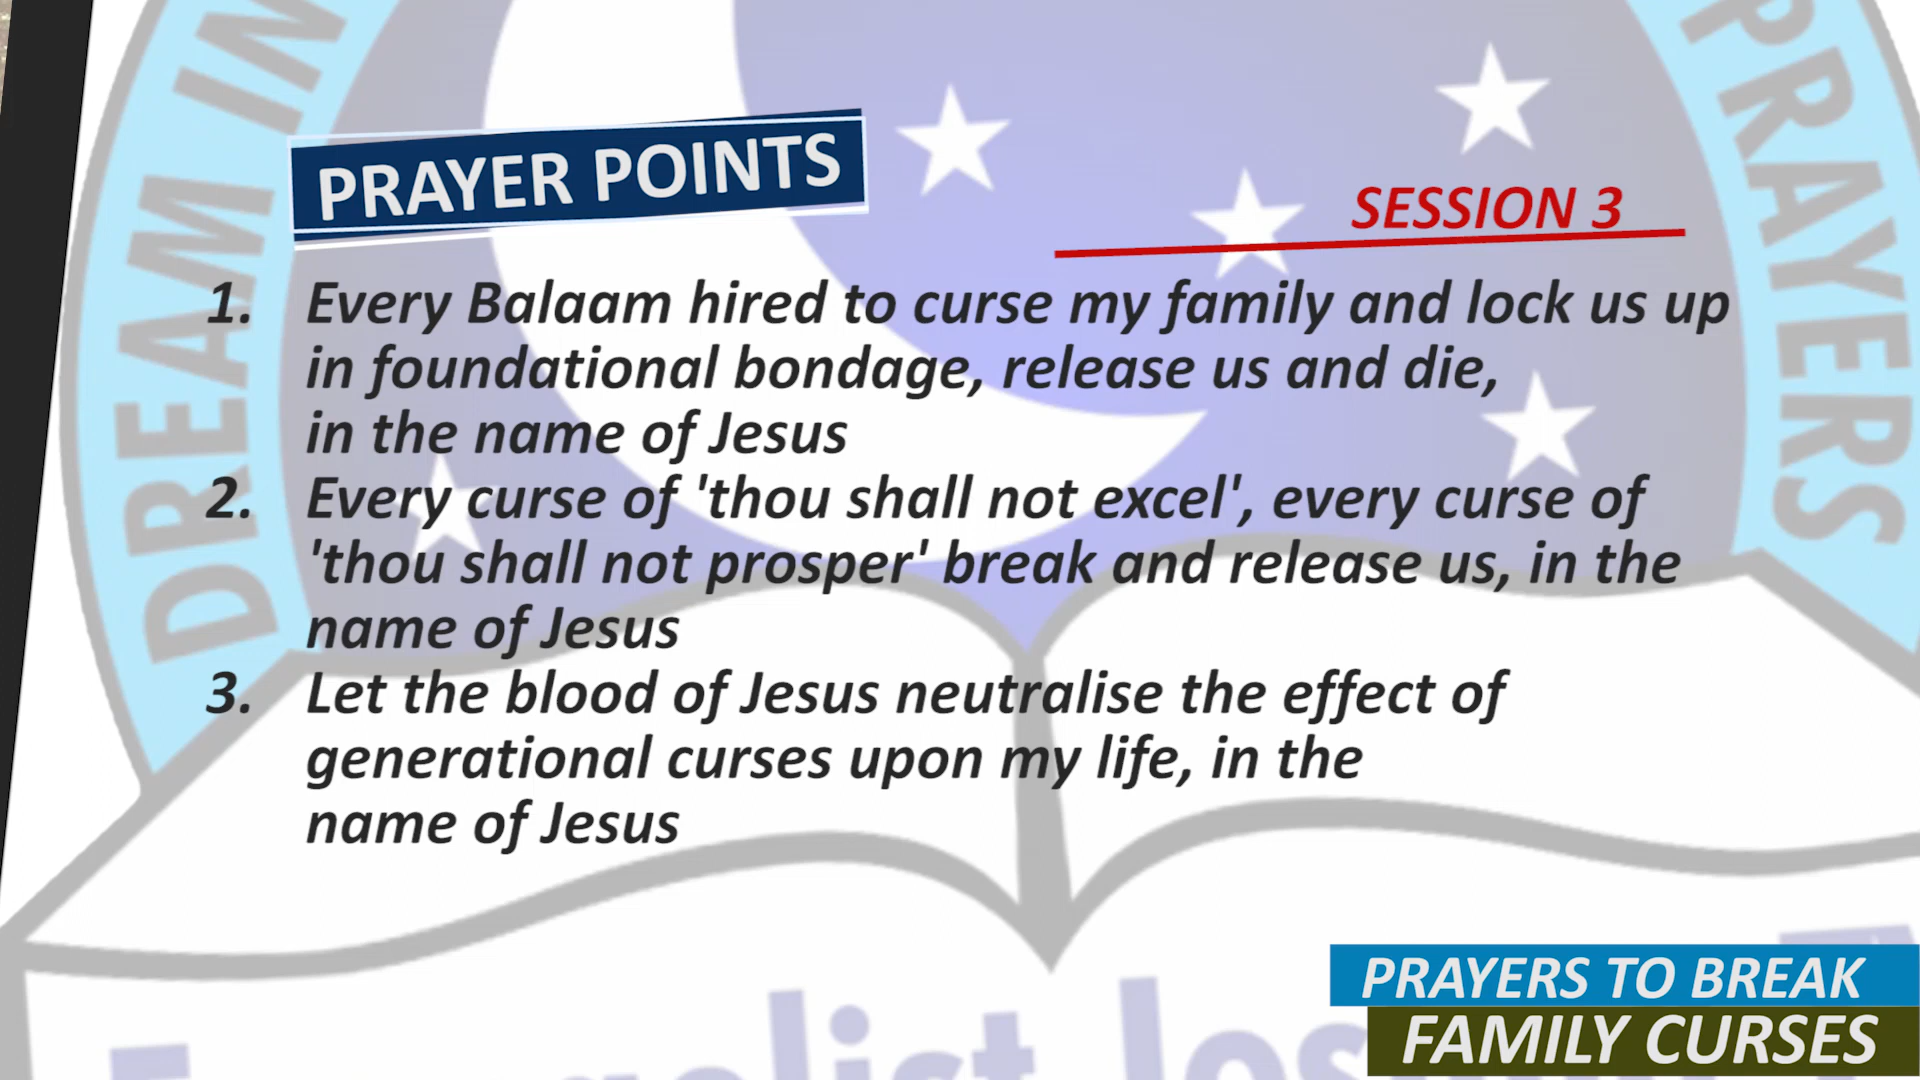 DREAM IN
PRAYERS
PRAYER POINTS
SESSION 3
1. Every Balaam hired to curse my family and lock us up
in foundational bondage, release us and die,
in the name of Jesus
2. Every curse of 'thou shall not excel', every curse of
'thou shall not prosper' break and release us, in the
name of Jesus
3. Let the blood of Jesus neutralise the effect of
generational curses upon my life, in the
name of Jesus
PRAYERS TO BREAK
FAMILY CURSES